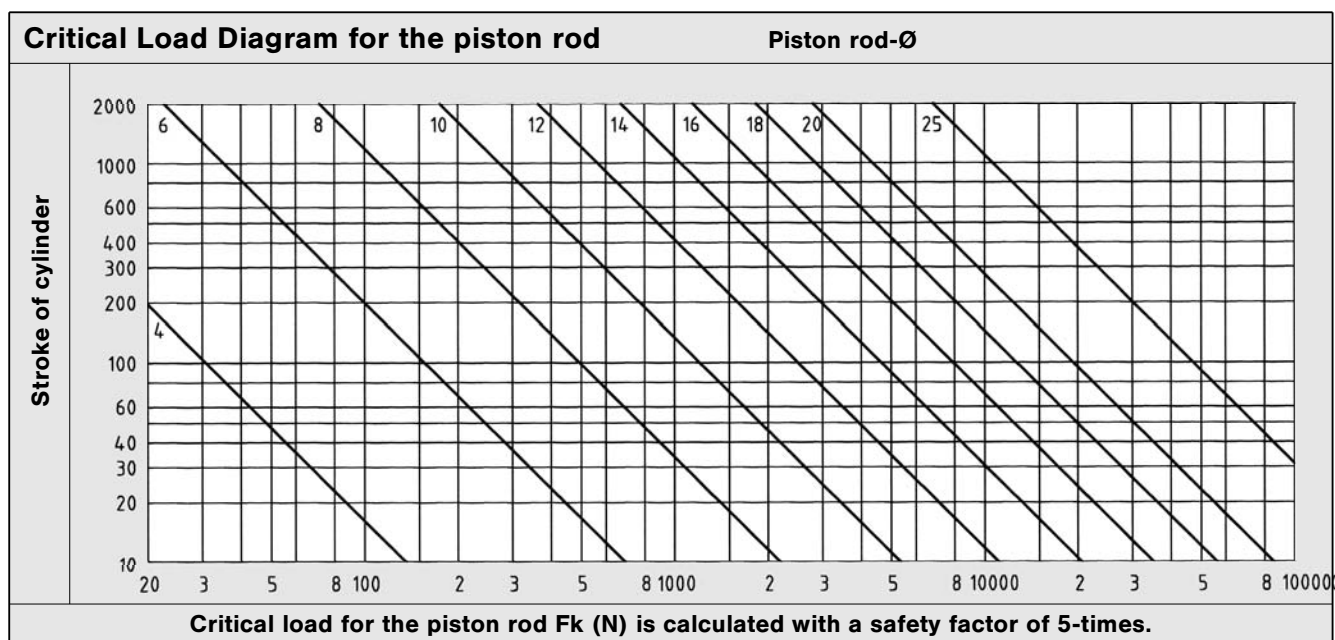 Critical Load Diagram for the piston rod Piston rod-Ø
Stroke of cylinder
2000
1000
600
400
300
200
100
60
40
30
20
10
6 8 10 12 14 16 18 20 25
4
20 3 5 8 100 2 3 5 8 1000 2 3 5 8 10000 2 3 5 8 100000
Critical load for the piston rod Fk (N) is calculated with a safety factor of 5-times.